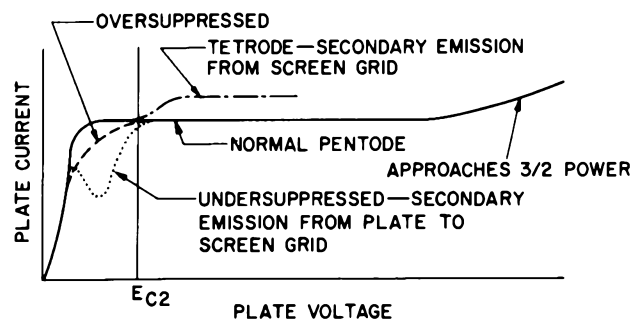 OVERSUPPRESSED
TETRODE—SECONDARY EMISSION
FROM SCREEN GRID
NORMAL PENTODE
APPROACHES 3/2 POWER
UNDERSUPPRESSED—SECONDARY
EMISSION FROM PLATE TO
SCREEN GRID
PLATE CURRENT
EC2
PLATE VOLTAGE